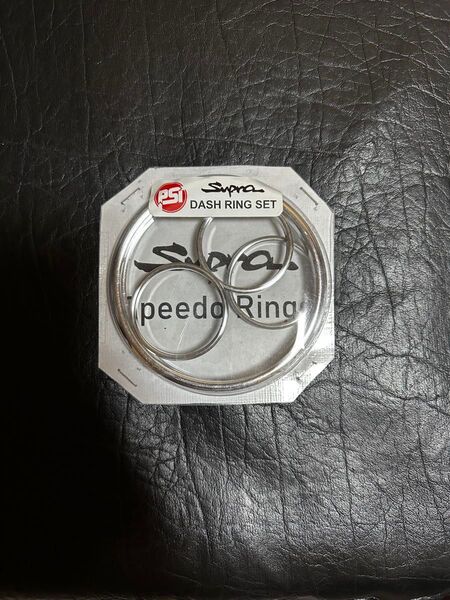 PSI
Supra
DASH RING SET
Supra
peedo Ring